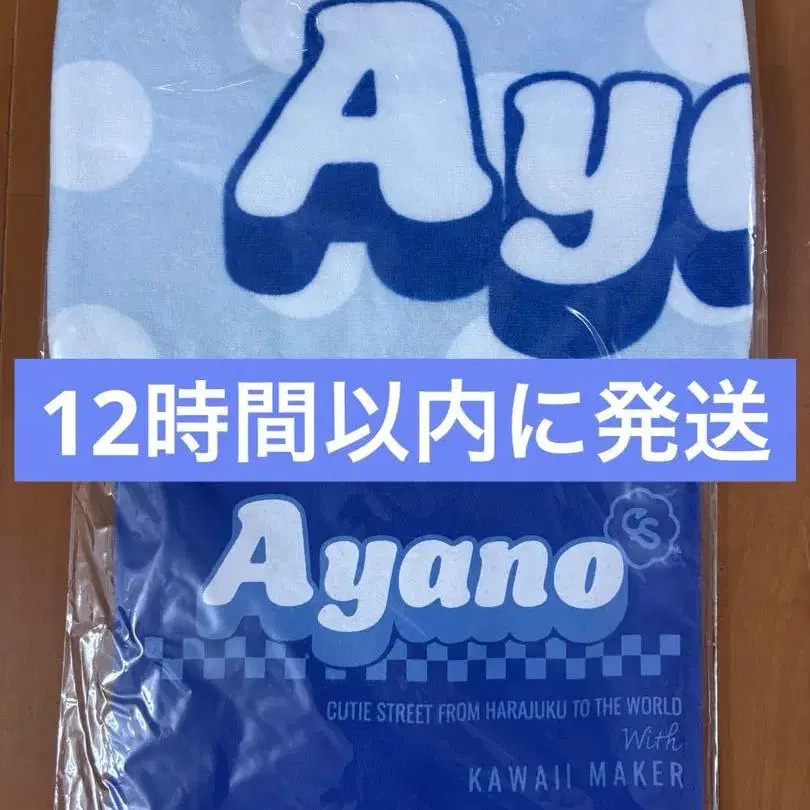 Ay
12時間以内に発送
Ayano
CS
CUTIE STREET FROM HARAJUKU TO THE WORLD
With
KAWAII MAKER